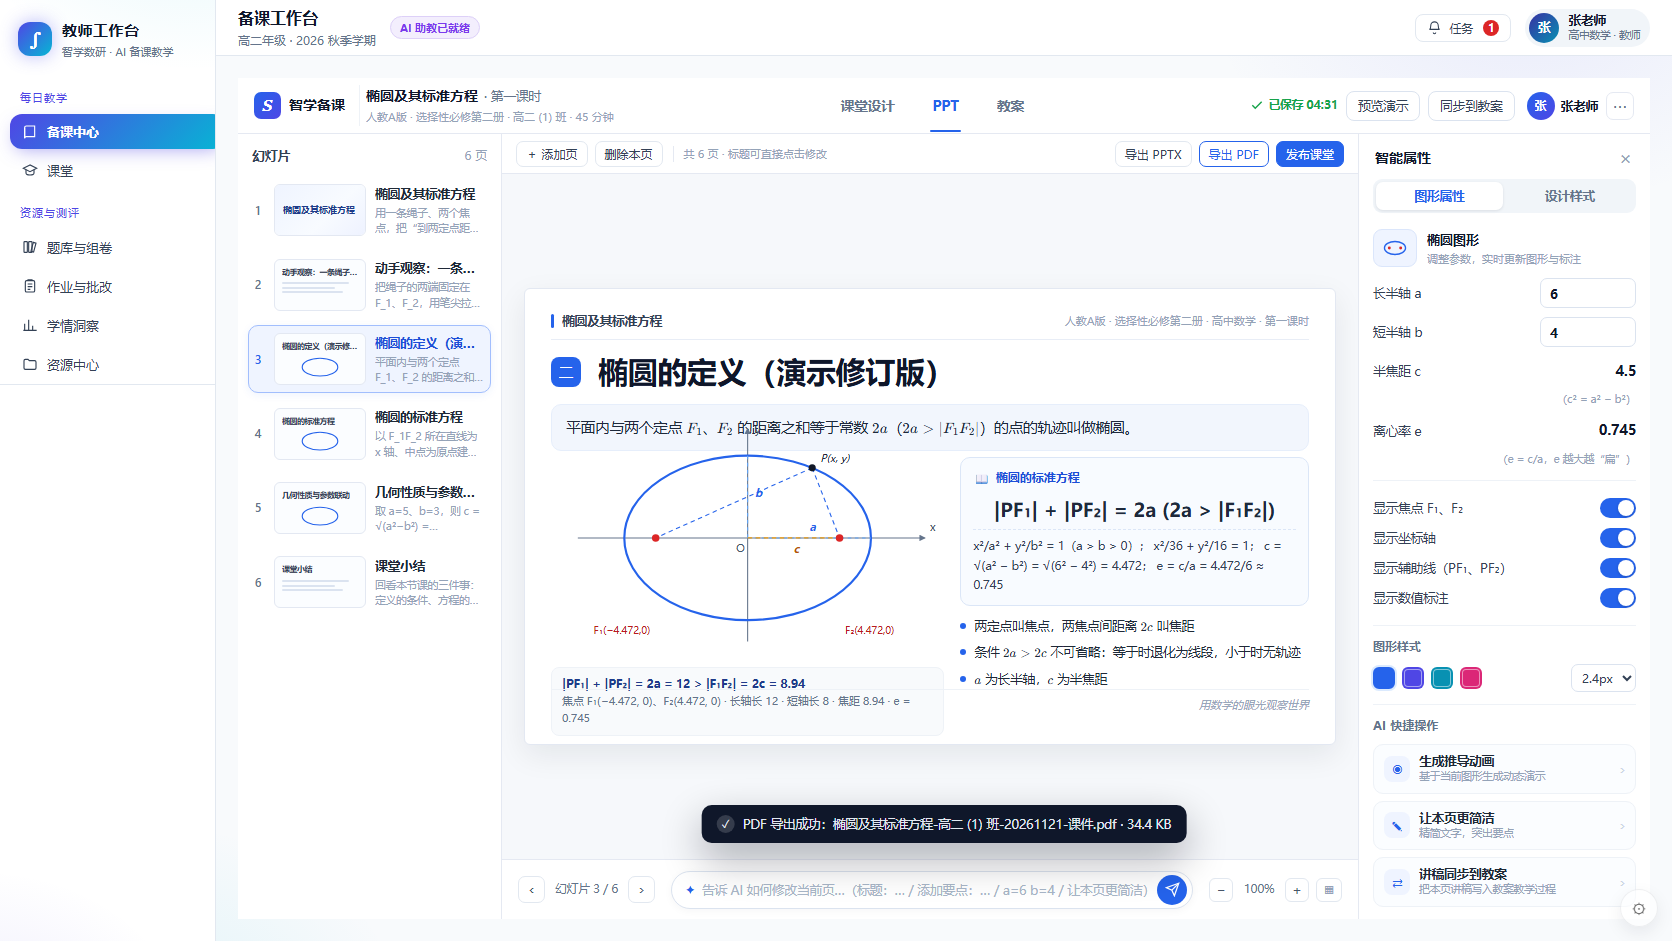 教师工作台
智学数研 · AI 备课教学
每日教学
备课中心
课堂
资源与测评
题库与组卷
作业与批改
学情洞察
资源中心
备课工作台
高二年级 · 2026 秋季学期
AI 助教已就绪
任务 1
张
张老师
高中数学 · 教师
S 智学备课
椭圆及其标准方程 · 第一课时
人教A版 · 选择性必修第二册 · 高二 (1) 班 · 45 分钟
课堂设计
PPT
教案
✓ 已保存 04:31
预览演示
同步到教案
张 张老师
···
幻灯片
6 页
1
椭圆及其标准方程
椭圆及其标准方程
用一条绳子、两个焦
点，把“到两定点距...
2
动手观察：一条绳子...
动手观察：一条...
把绳子的两端固定在
F_1、F_2，用笔尖拉...
3
椭圆的定义（演示修...
椭圆的定义（演...
平面内与两个定点
F_1、F_2 的距离之和...
4
椭圆的标准方程
椭圆的标准方程
以 F_1F_2 所在直线为
x 轴、中点为原点建...
5
几何性质与参数联动
几何性质与参数...
取 a=5、b=3，则 c =
√(a²−b²) =...
6
课堂小结
课堂小结
回看本节课的三件事：
定义的条件、方程的...
+ 添加页
删除本页
共 6 页 · 标题可直接点击修改
导出 PPTX
导出 PDF
发布课堂
椭圆及其标准方程
人教A版 · 选择性必修第二册 · 高中数学 · 第一课时
二 椭圆的定义（演示修订版）
平面内与两个定点 F₁、F₂ 的距离之和等于常数 2a（2a > |F₁F₂|）的点的轨迹叫做椭圆。
P(x, y)
b
a
x
O
c
F₁(−4.472,0)
F₂(4.472,0)
|PF₁| + |PF₂| = 2a = 12 > |F₁F₂| = 2c = 8.94
焦点 F₁(−4.472, 0)、F₂(4.472, 0) · 长轴长 12 · 短轴长 8 · 焦距 8.94 · e =
0.745
椭圆的标准方程
|PF₁| + |PF₂| = 2a (2a > |F₁F₂|)
x²/a² + y²/b² = 1（a > b > 0）； x²/36 + y²/16 = 1； c =
√(a² − b²) = √(6² − 4²) = 4.472； e = c/a = 4.472/6 ≈
0.745
两定点叫焦点，两焦点间距离 2c 叫焦距
条件 2a > 2c 不可省略：等于时退化为线段，小于时无轨迹
a 为长半轴，c 为半焦距
用数学的眼光观察世界
✓ PDF 导出成功：椭圆及其标准方程-高二 (1) 班-20261121-课件.pdf · 34.4 KB
‹ 幻灯片 3 / 6 ›
告诉 AI 如何修改当前页...（标题：... / 添加要点：... / a=6 b=4 / 让本页更简洁）
− 100% +
智能属性
×
图形属性
设计样式
椭圆图形
调整参数，实时更新图形与标注
长半轴 a
6
短半轴 b
4
半焦距 c
4.5
(c² = a² − b²)
离心率 e
0.745
(e = c/a，e 越大越“扁”)
显示焦点 F₁、F₂
显示坐标轴
显示辅助线（PF₁、PF₂）
显示数值标注
图形样式
2.4px
AI 快捷操作
生成推导动画
基于当前图形生成动态演示
›
让本页更简洁
精简文字，突出要点
›
讲稿同步到教案
把本页讲稿写入教案教学过程
›